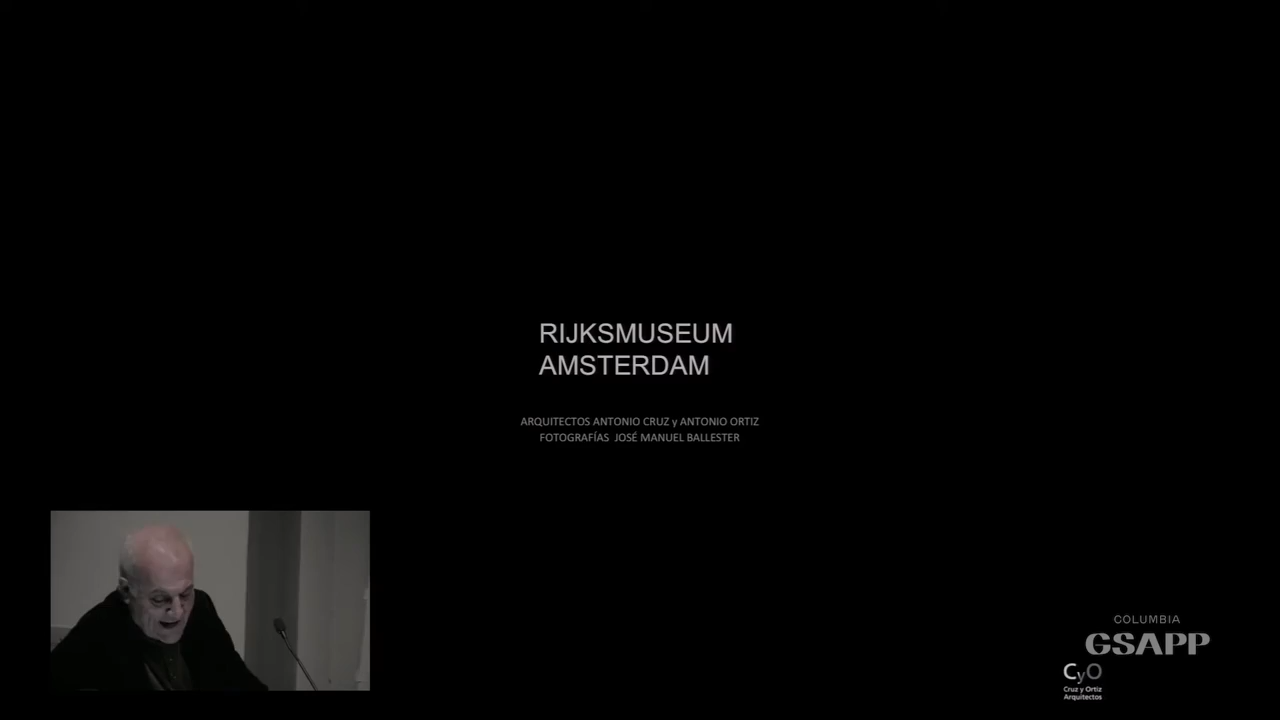 RIJKSMUSEUM
AMSTERDAM
ARQUITECTOS ANTONIO CRUZ y ANTONIO ORTIZ
FOTOGRAFÍAS JOSÉ MANUEL BALLESTER
COLUMBIA
GSAPP
CyO
Cruz y Ortiz
Arquitectos